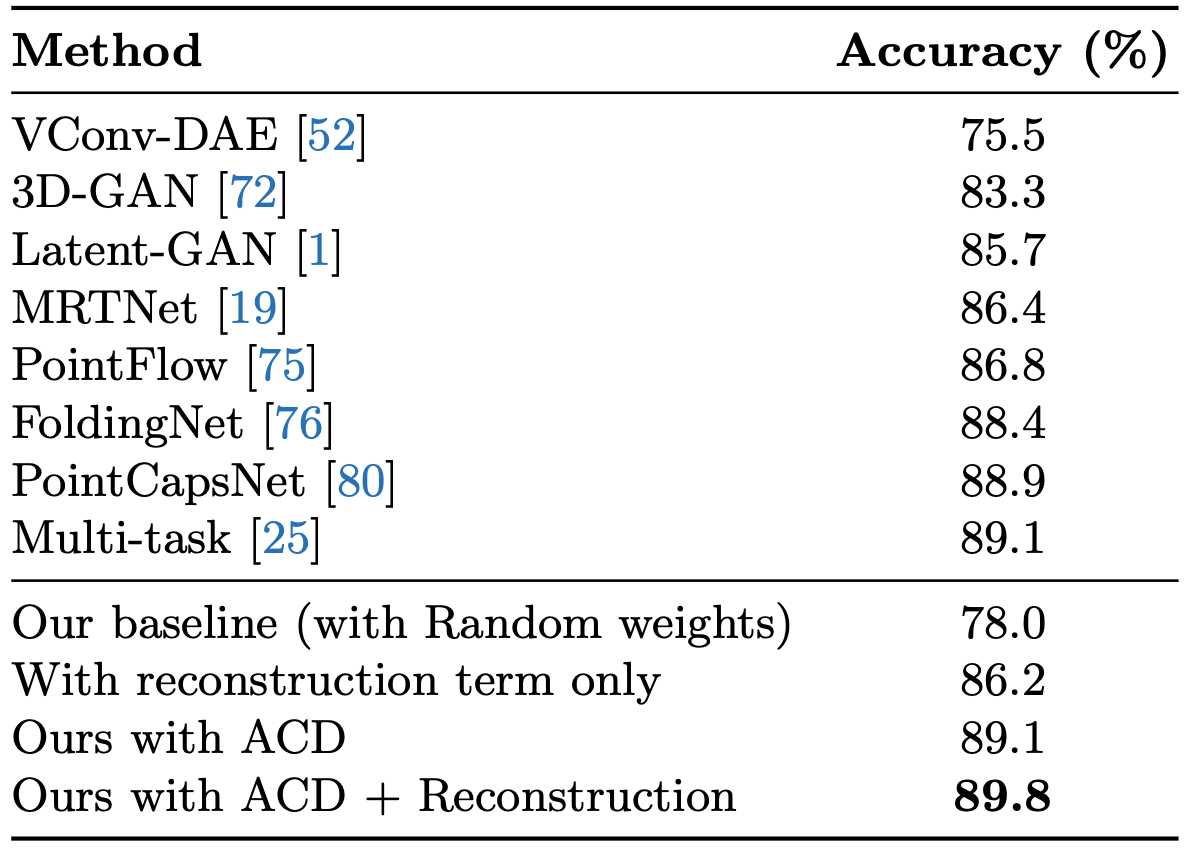 Method Accuracy (%)
VConv-DAE [52] 75.5
3D-GAN [72] 83.3
Latent-GAN [1] 85.7
MRTNet [19] 86.4
PointFlow [75] 86.8
FoldingNet [76] 88.4
PointCapsNet [80] 88.9
Multi-task [25] 89.1
Our baseline (with Random weights) 78.0
With reconstruction term only 86.2
Ours with ACD 89.1
Ours with ACD + Reconstruction 89.8